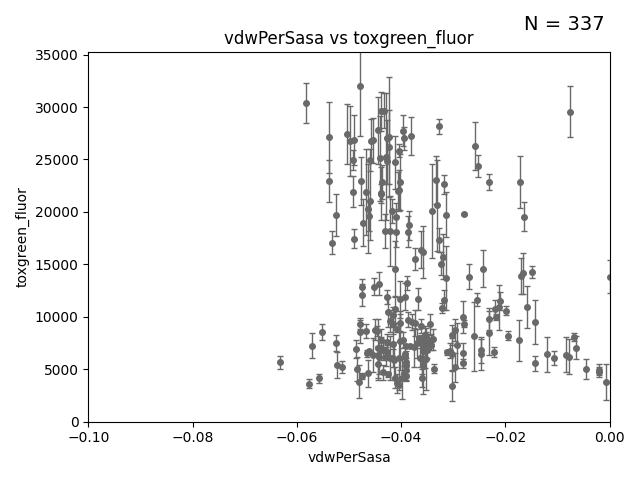 N = 337
vdwPerSasa vs toxgreen_fluor
35000
30000
25000
20000
15000
10000
5000
0
toxgreen_fluor
−0.10 −0.08 −0.06 −0.04 −0.02 0.00
vdwPerSasa